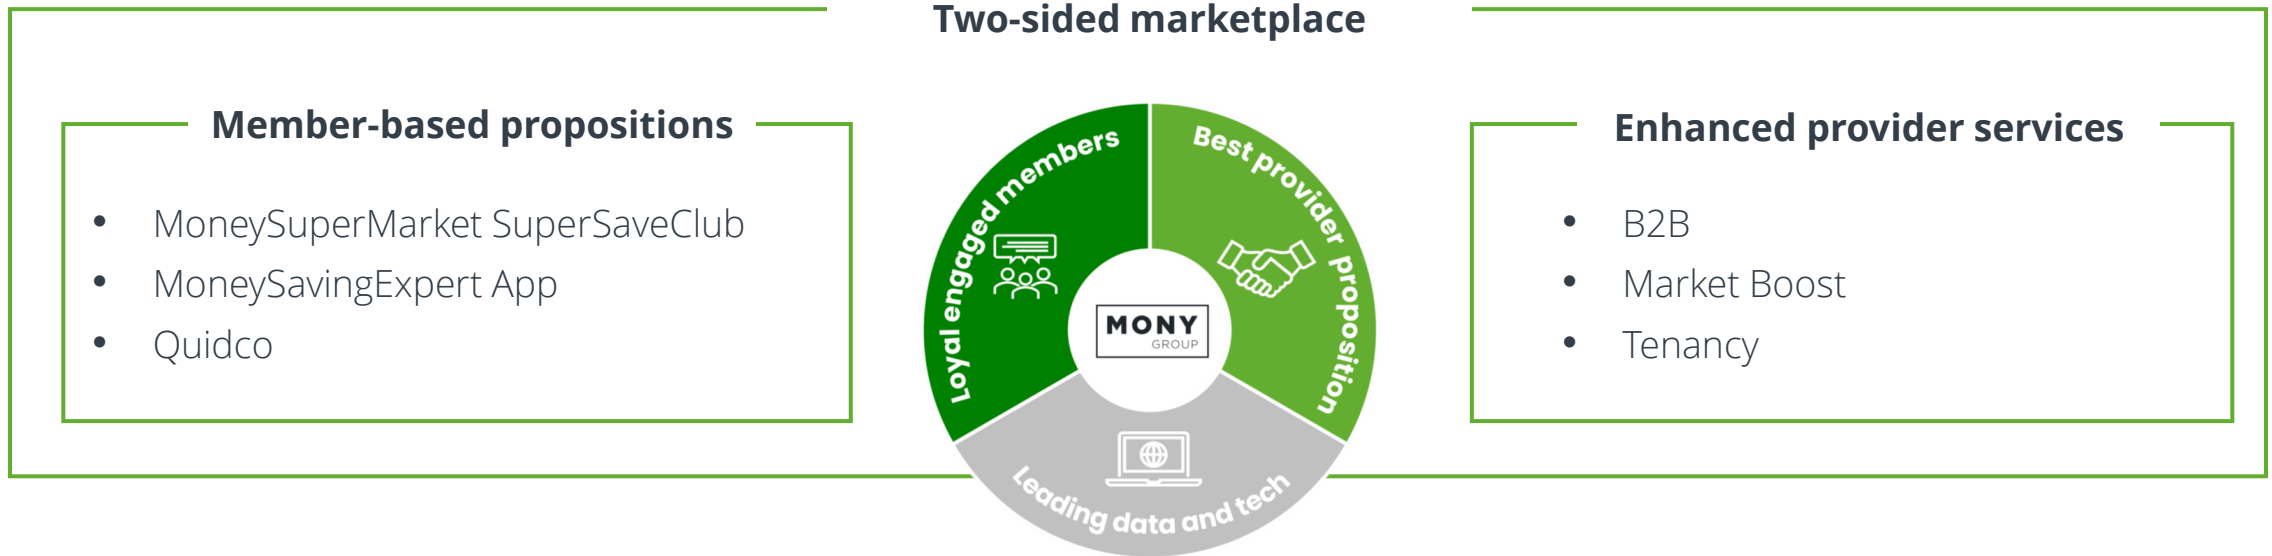 Two-sided marketplace
Member-based propositions
• MoneySuperMarket SuperSaveClub
• MoneySavingExpert App
• Quidco
Loyal engaged members
Best provider proposition
MONY
GROUP
Leading data and tech
Enhanced provider services
• B2B
• Market Boost
• Tenancy